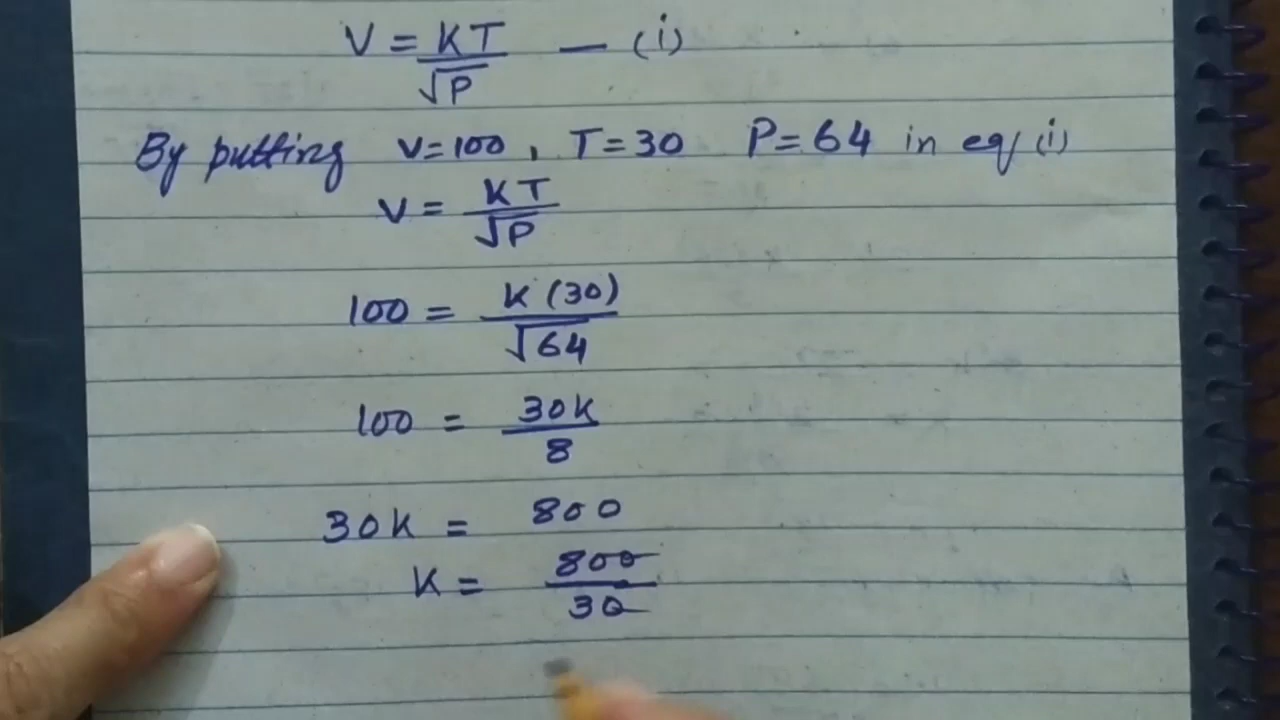 V = KT/√P — (i)
By putting V=100, T=30 P=64 in eq (i)
V = KT/√P
100 = K(30)/√64
100 = 30K/8
30K = 800
K = 800/30